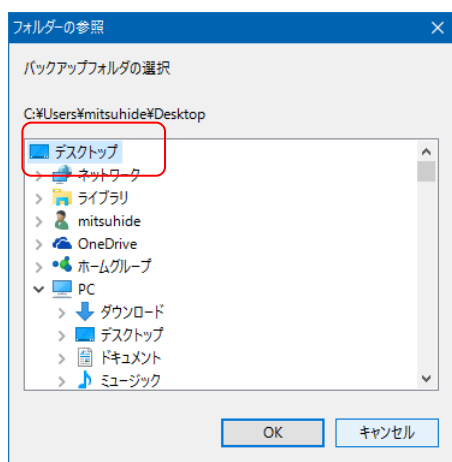 フォルダーの参照
バックアップフォルダの選択
C:¥Users¥mitsuhide¥Desktop
デスクトップ
ネットワーク
ライブラリ
mitsuhide
OneDrive
ホームグループ
PC
ダウンロード
デスクトップ
ドキュメント
ミュージック
OK キャンセル